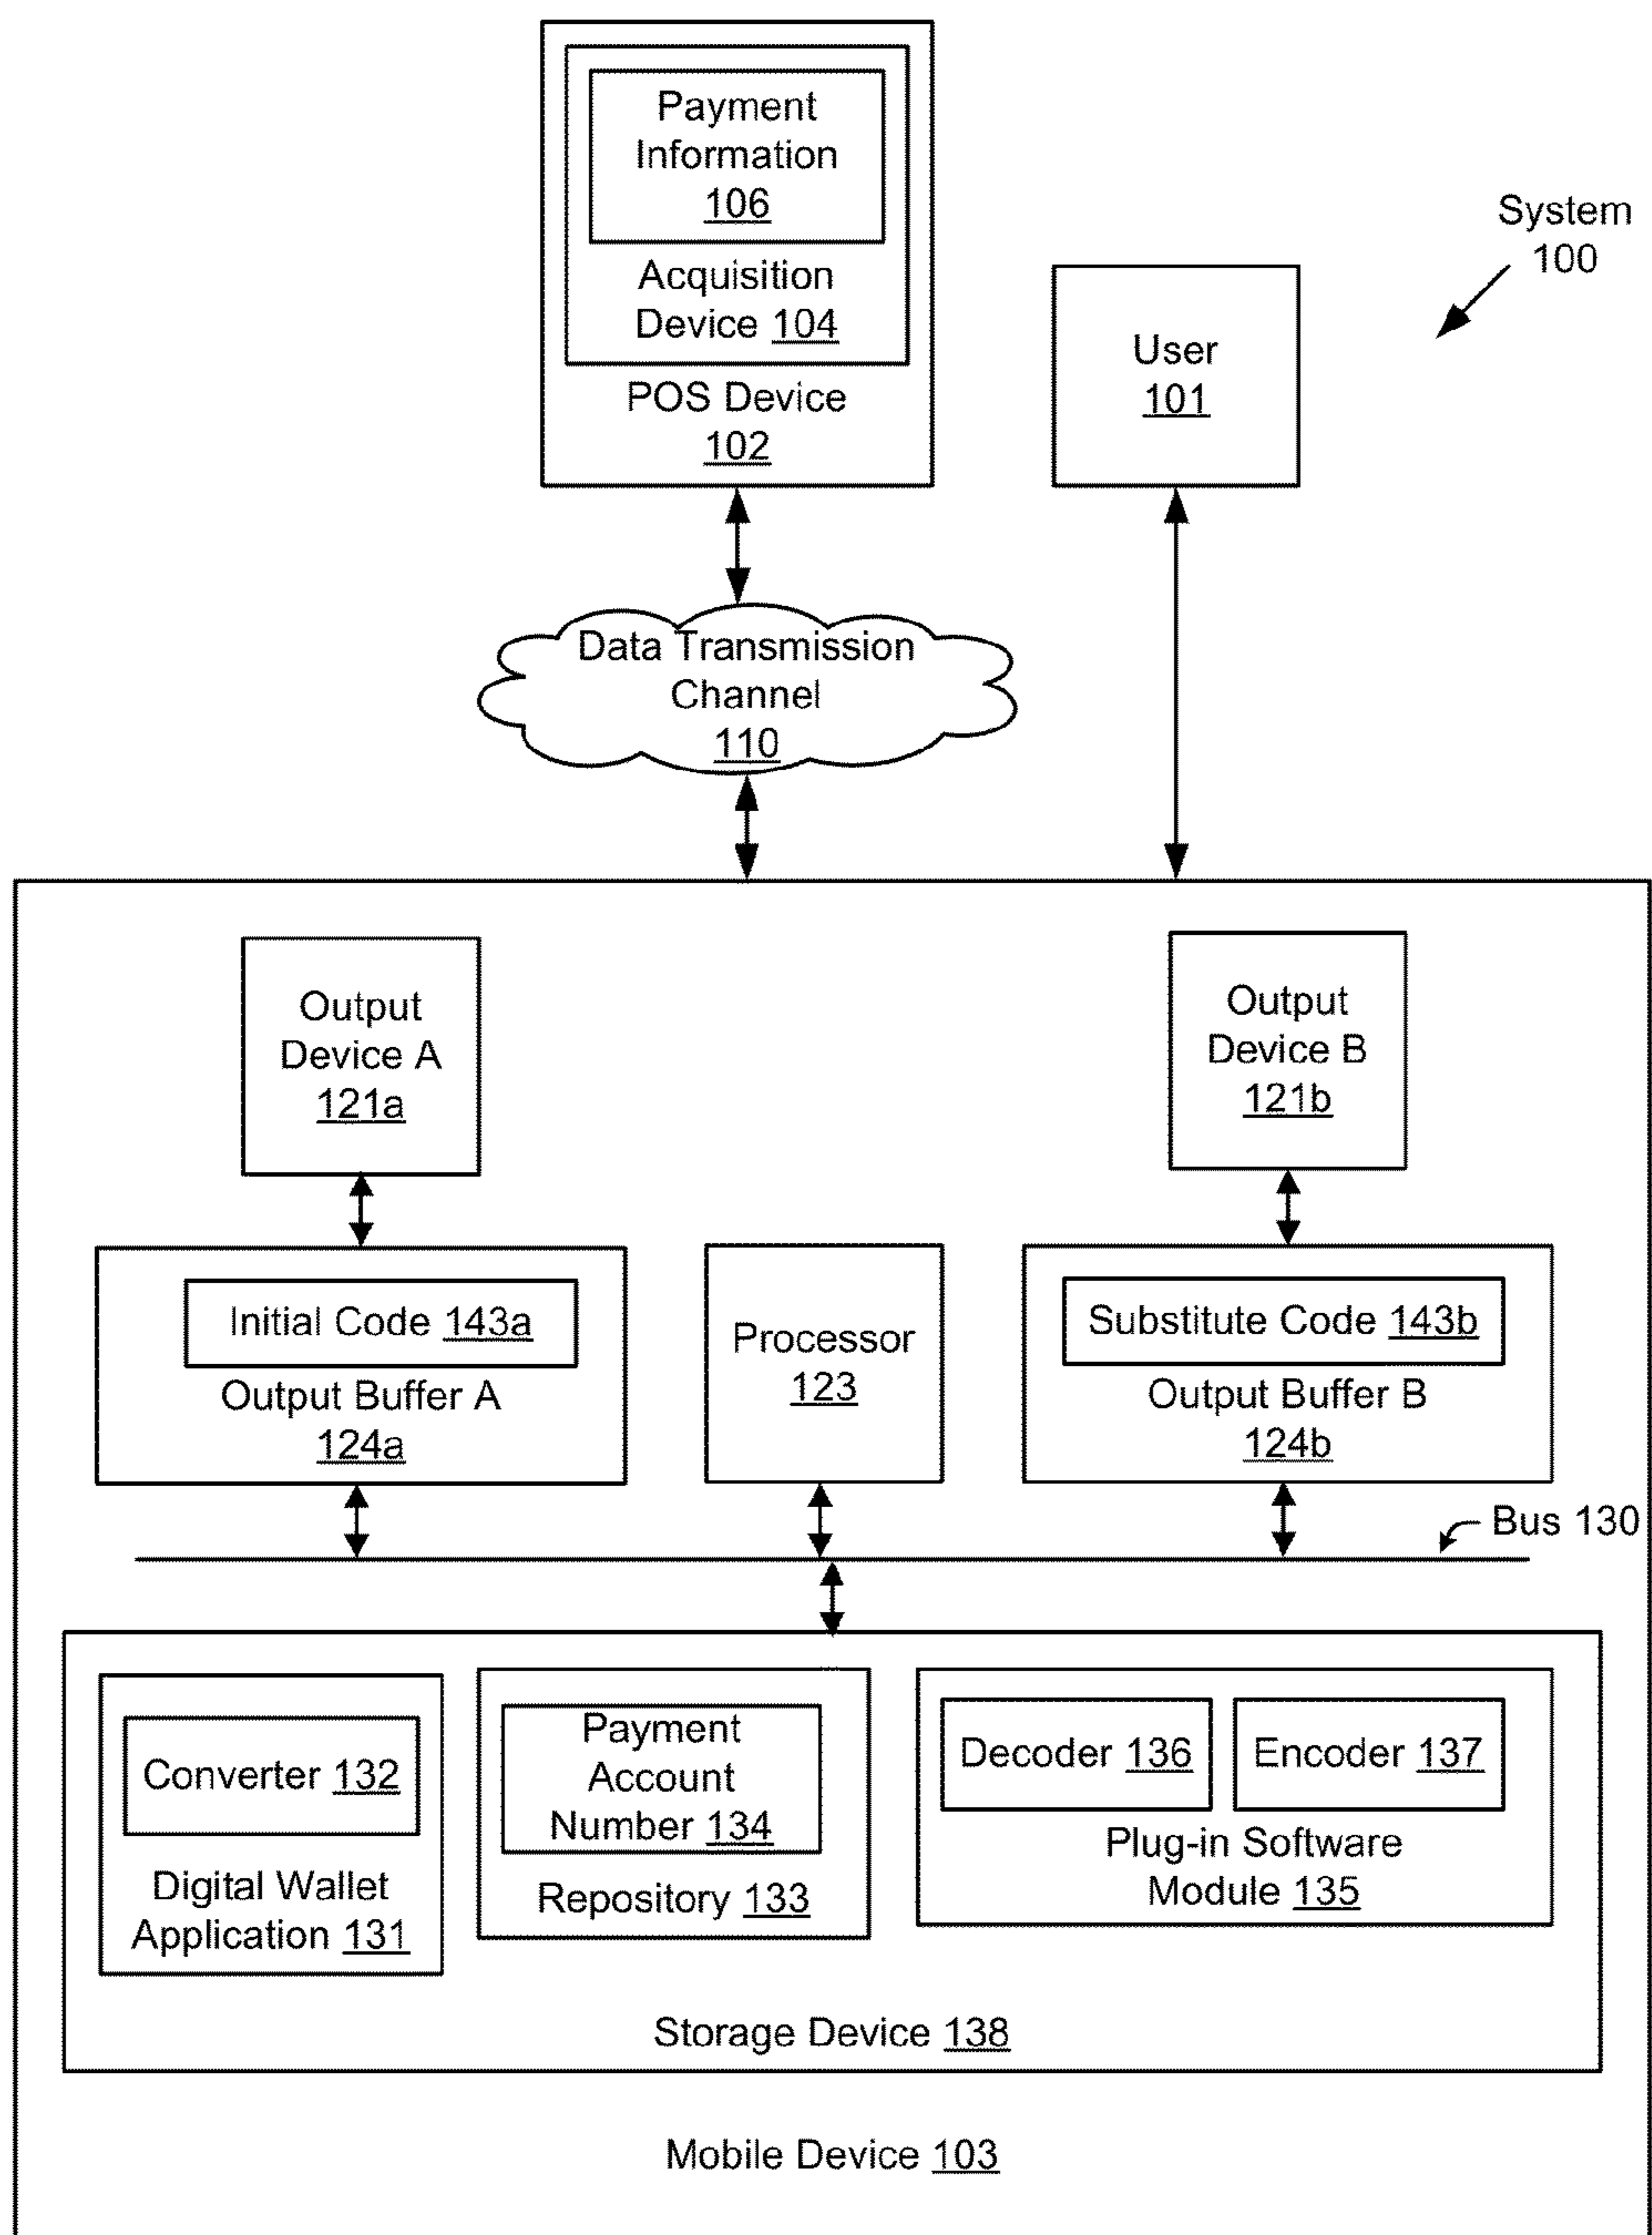 Payment
Information
106
Acquisition
Device 104
POS Device
102
System
100
User
101
Data Transmission
Channel
110
Output
Device A
121a
Output
Device B
121b
Initial Code 143a
Output Buffer A
124a
Processor
123
Substitute Code 143b
Output Buffer B
124b
Bus 130
Converter 132
Digital Wallet
Application 131
Payment
Account
Number 134
Repository 133
Decoder 136
Encoder 137
Plug-in Software
Module 135
Storage Device 138
Mobile Device 103